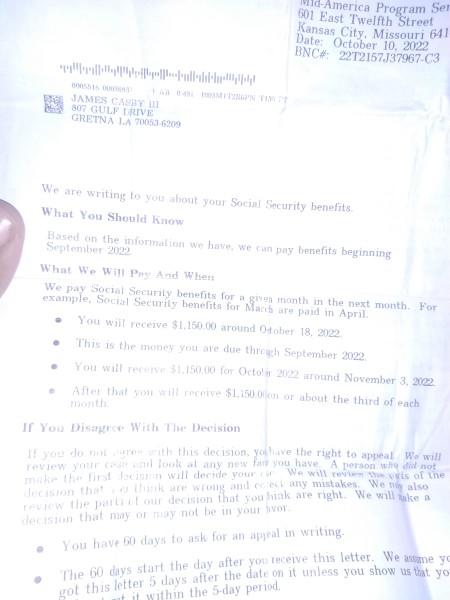 Mid-America Program Ser
601 East Twelfth Street
Kansas City, Missouri 641
Date: October 10, 2022
BNC#: 22T2157J37967-C3
JAMES CASBY III
807 GULF DRIVE
GRETNA LA 70053-6209
We are writing to you about your Social Security benefits.
What You Should Know
Based on the information we have, we can pay benefits beginning
September 2022.
What We Will Pay And When
We pay Social Security benefits for a given month in the next month. For
example, Social Security benefits for March are paid in April.
• You will receive $1,150.00 around October 18, 2022.
• This is the money you are due through September 2022.
• You will receive $1,150.00 for October 2022 around November 3, 2022.
• After that you will receive $1,150.00 on or about the third of each
month.
If You Disagree With The Decision
If you do not agree with this decision, you have the right to appeal. We will
review your case and look at any new facts you have. A person who did not
make the first decision will decide your case. We will review the parts of the
decision that you think are wrong and correct any mistakes. We may also
review the parts of our decision that you think are right. We will make a
decision that may or may not be in your favor.
• You have 60 days to ask for an appeal in writing.
• The 60 days start the day after you receive this letter. We assume yo
got this letter 5 days after the date on it unless you show us that yo
it within the 5-day period.